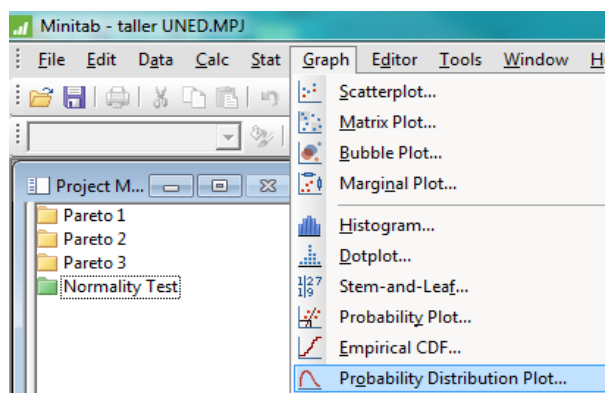 Minitab - taller UNED.MPJ
File Edit Data Calc Stat Graph Editor Tools Window
Scatterplot...
Matrix Plot...
Bubble Plot...
Marginal Plot...
Histogram...
Dotplot...
Stem-and-Leaf...
Probability Plot...
Empirical CDF...
Probability Distribution Plot...
Project M...
Pareto 1
Pareto 2
Pareto 3
Normality Test